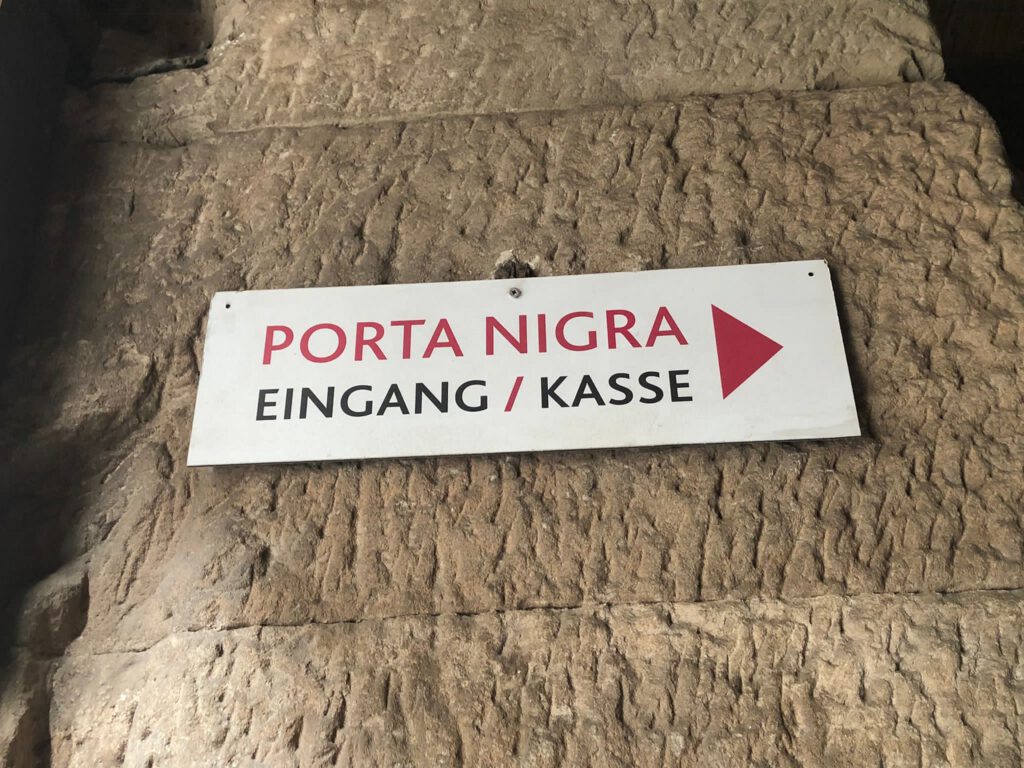 PORTA NIGRA
EINGANG / KASSE